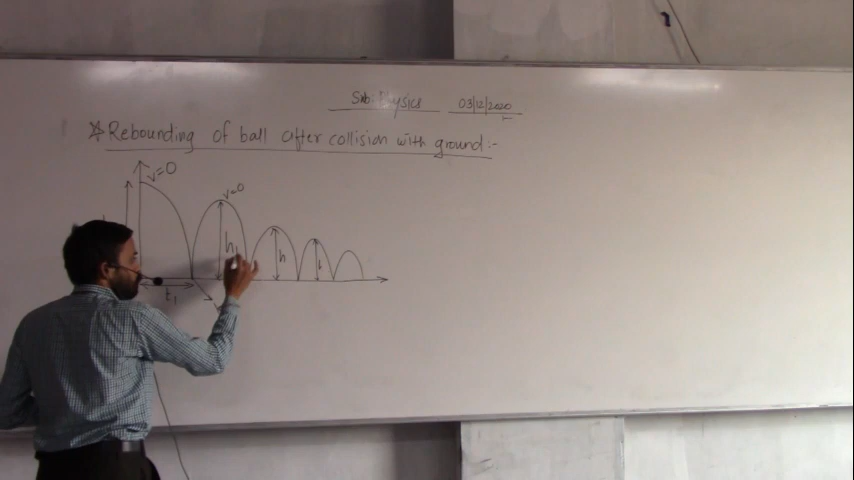 Sub: Physics 03/12/2020
☆ Rebounding of ball after collision with ground:-
v=0
v=0
h1
h
t1